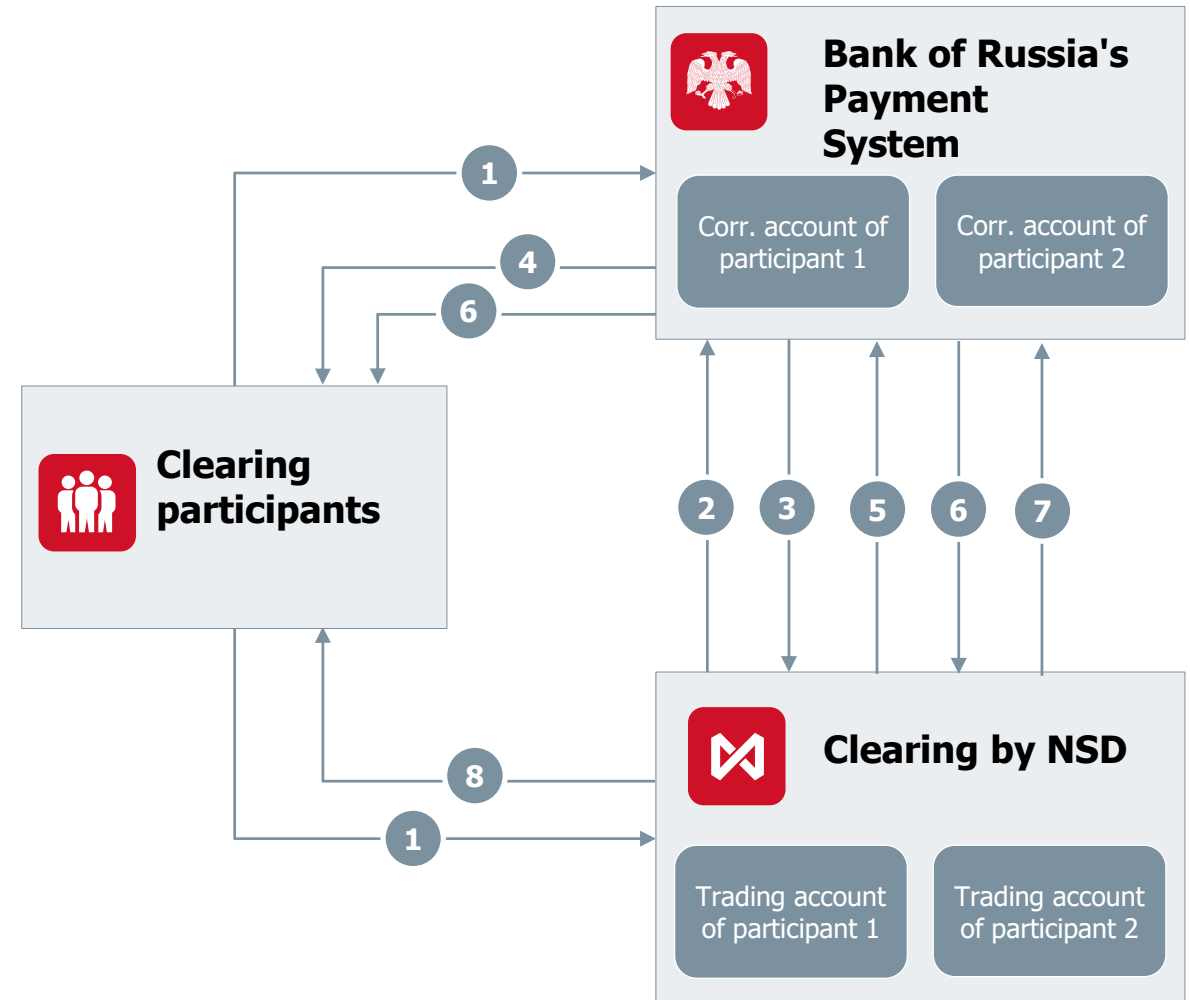 Bank of Russia's
Payment
System
1
Corr. account of
participant 1
Corr. account of
participant 2
4
6
Clearing
participants
2
3
5
6
7
Clearing by NSD
8
1
Trading account
of participant 1
Trading account
of participant 2